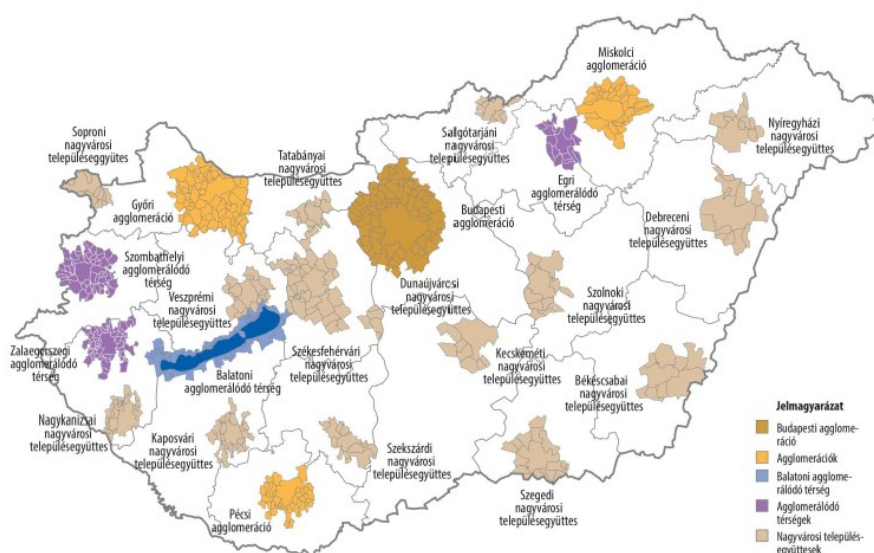 Miskolci
agglomeráció
Soproni
nagyvárosi
településeggyüttes
Tatabányai
nagyvárosi
településegyüttes
Salgótarjáni
nagyvárosi
településegyüttes
Nyíregyházi
nagyvárosi
településegyüttes
Egri
agglomerálódó
térség
Győri
agglomeráció
Budapesti
agglomeráció
Debreceni
nagyvárosi
településegyüttes
Szombathelyi
agglomerálódó
térség
Veszprémi
nagyvárosi
településegyüttes
Dunaújvárosi
nagyvárosi
településegyüttes
Szolnoki
nagyvárosi
településegyüttes
Zalaegerszegi
agglomerálódó
térség
Balatoni
agglomerálódó térség
Székesfehérvári
nagyvárosi
településegyüttes
Kecskeméti
nagyvárosi
településegyüttes
Békéscsabai
nagyvárosi
településegyüttes
Nagykanizsai
nagyvárosi
településegyüttes
Kaposvári
nagyvárosi
településegyüttes
Szekszárdi
nagyvárosi
településegyüttes
Szegedi
nagyvárosi
településegyüttes
Pécsi
agglomeráció
Jelmagyarázat
Budapesti agglome-
ráció
Agglomerációk
Balatoni agglome-
rálódó térség
Agglomerálódó
térségek
Nagyvárosi település-
együttesek